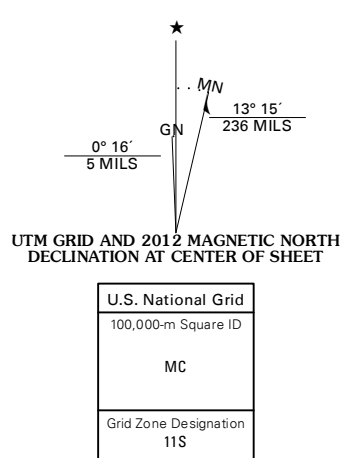 ★
MN
13° 15´
236 MILS
GN
0° 16´
5 MILS
UTM GRID AND 2012 MAGNETIC NORTH
DECLINATION AT CENTER OF SHEET
U.S. National Grid
100,000-m Square ID
MC
Grid Zone Designation
11S